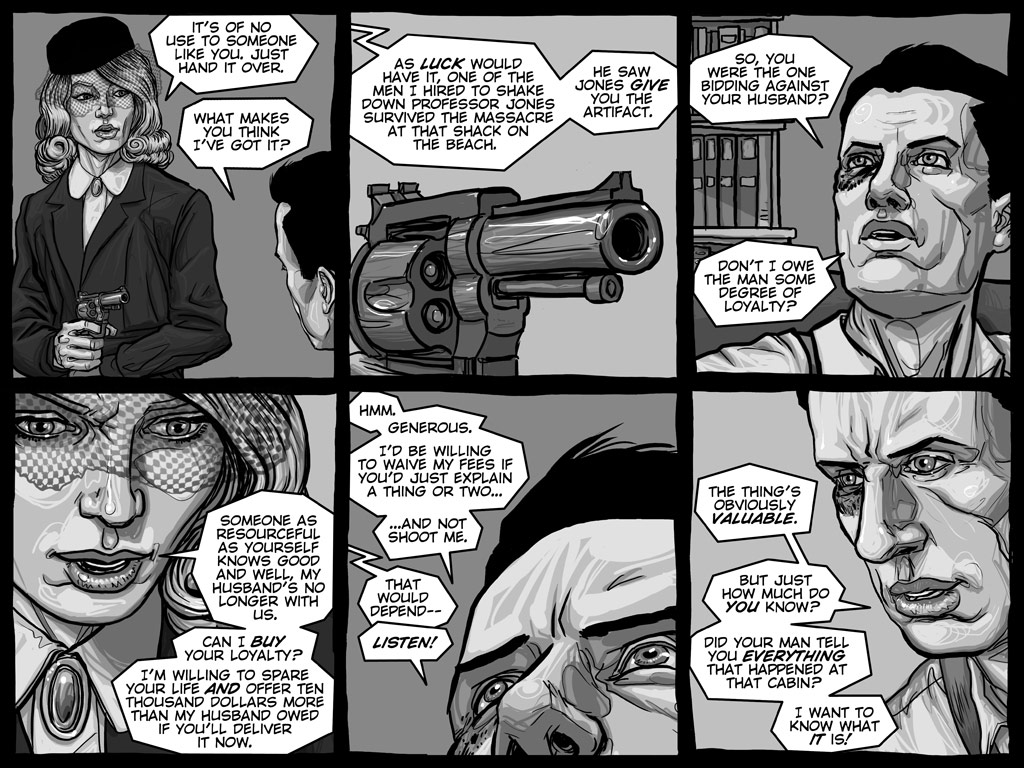 IT'S OF NO
USE TO SOMEONE
LIKE YOU. JUST
HAND IT OVER.
WHAT MAKES
YOU THINK
I'VE GOT IT?
AS LUCK WOULD
HAVE IT, ONE OF THE
MEN I HIRED TO SHAKE
DOWN PROFESSOR JONES
SURVIVED THE MASSACRE
AT THAT SHACK ON
THE BEACH.
HE SAW
JONES GIVE
YOU THE
ARTIFACT.
SO, YOU
WERE THE ONE
BIDDING AGAINST
YOUR HUSBAND?
DON'T I OWE
THE MAN SOME
DEGREE OF
LOYALTY?
SOMEONE AS
RESOURCEFUL
AS YOURSELF
KNOWS GOOD
AND WELL, MY
HUSBAND'S NO
LONGER WITH
US.
CAN I BUY
YOUR LOYALTY?
I'M WILLING TO SPARE
YOUR LIFE AND OFFER TEN
THOUSAND DOLLARS MORE
THAN MY HUSBAND OWED
IF YOU'LL DELIVER
IT NOW.
HMM.
GENEROUS.
I'D BE WILLING
TO WAIVE MY FEES IF
YOU'D JUST EXPLAIN
A THING OR TWO...
...AND NOT
SHOOT ME.
THAT
WOULD
DEPEND--
LISTEN!
THE THING'S
OBVIOUSLY
VALUABLE.
BUT JUST
HOW MUCH DO
YOU KNOW?
DID YOUR MAN TELL
YOU EVERYTHING
THAT HAPPENED AT
THAT CABIN?
I WANT TO
KNOW WHAT
IT IS!